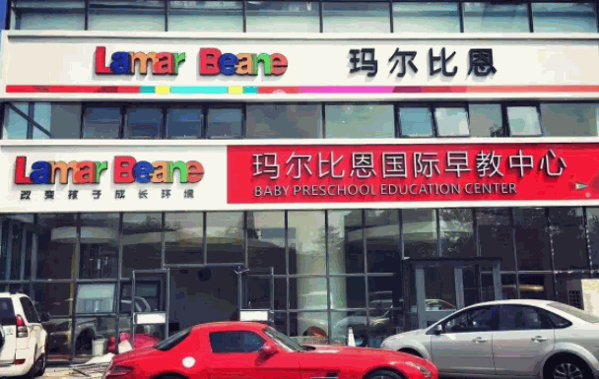 Lamar Beane 玛尔比恩
Lamar Beane
改变孩子成长环境
玛尔比恩国际早教中心
BABY PRESCHOOL EDUCATION CENTER